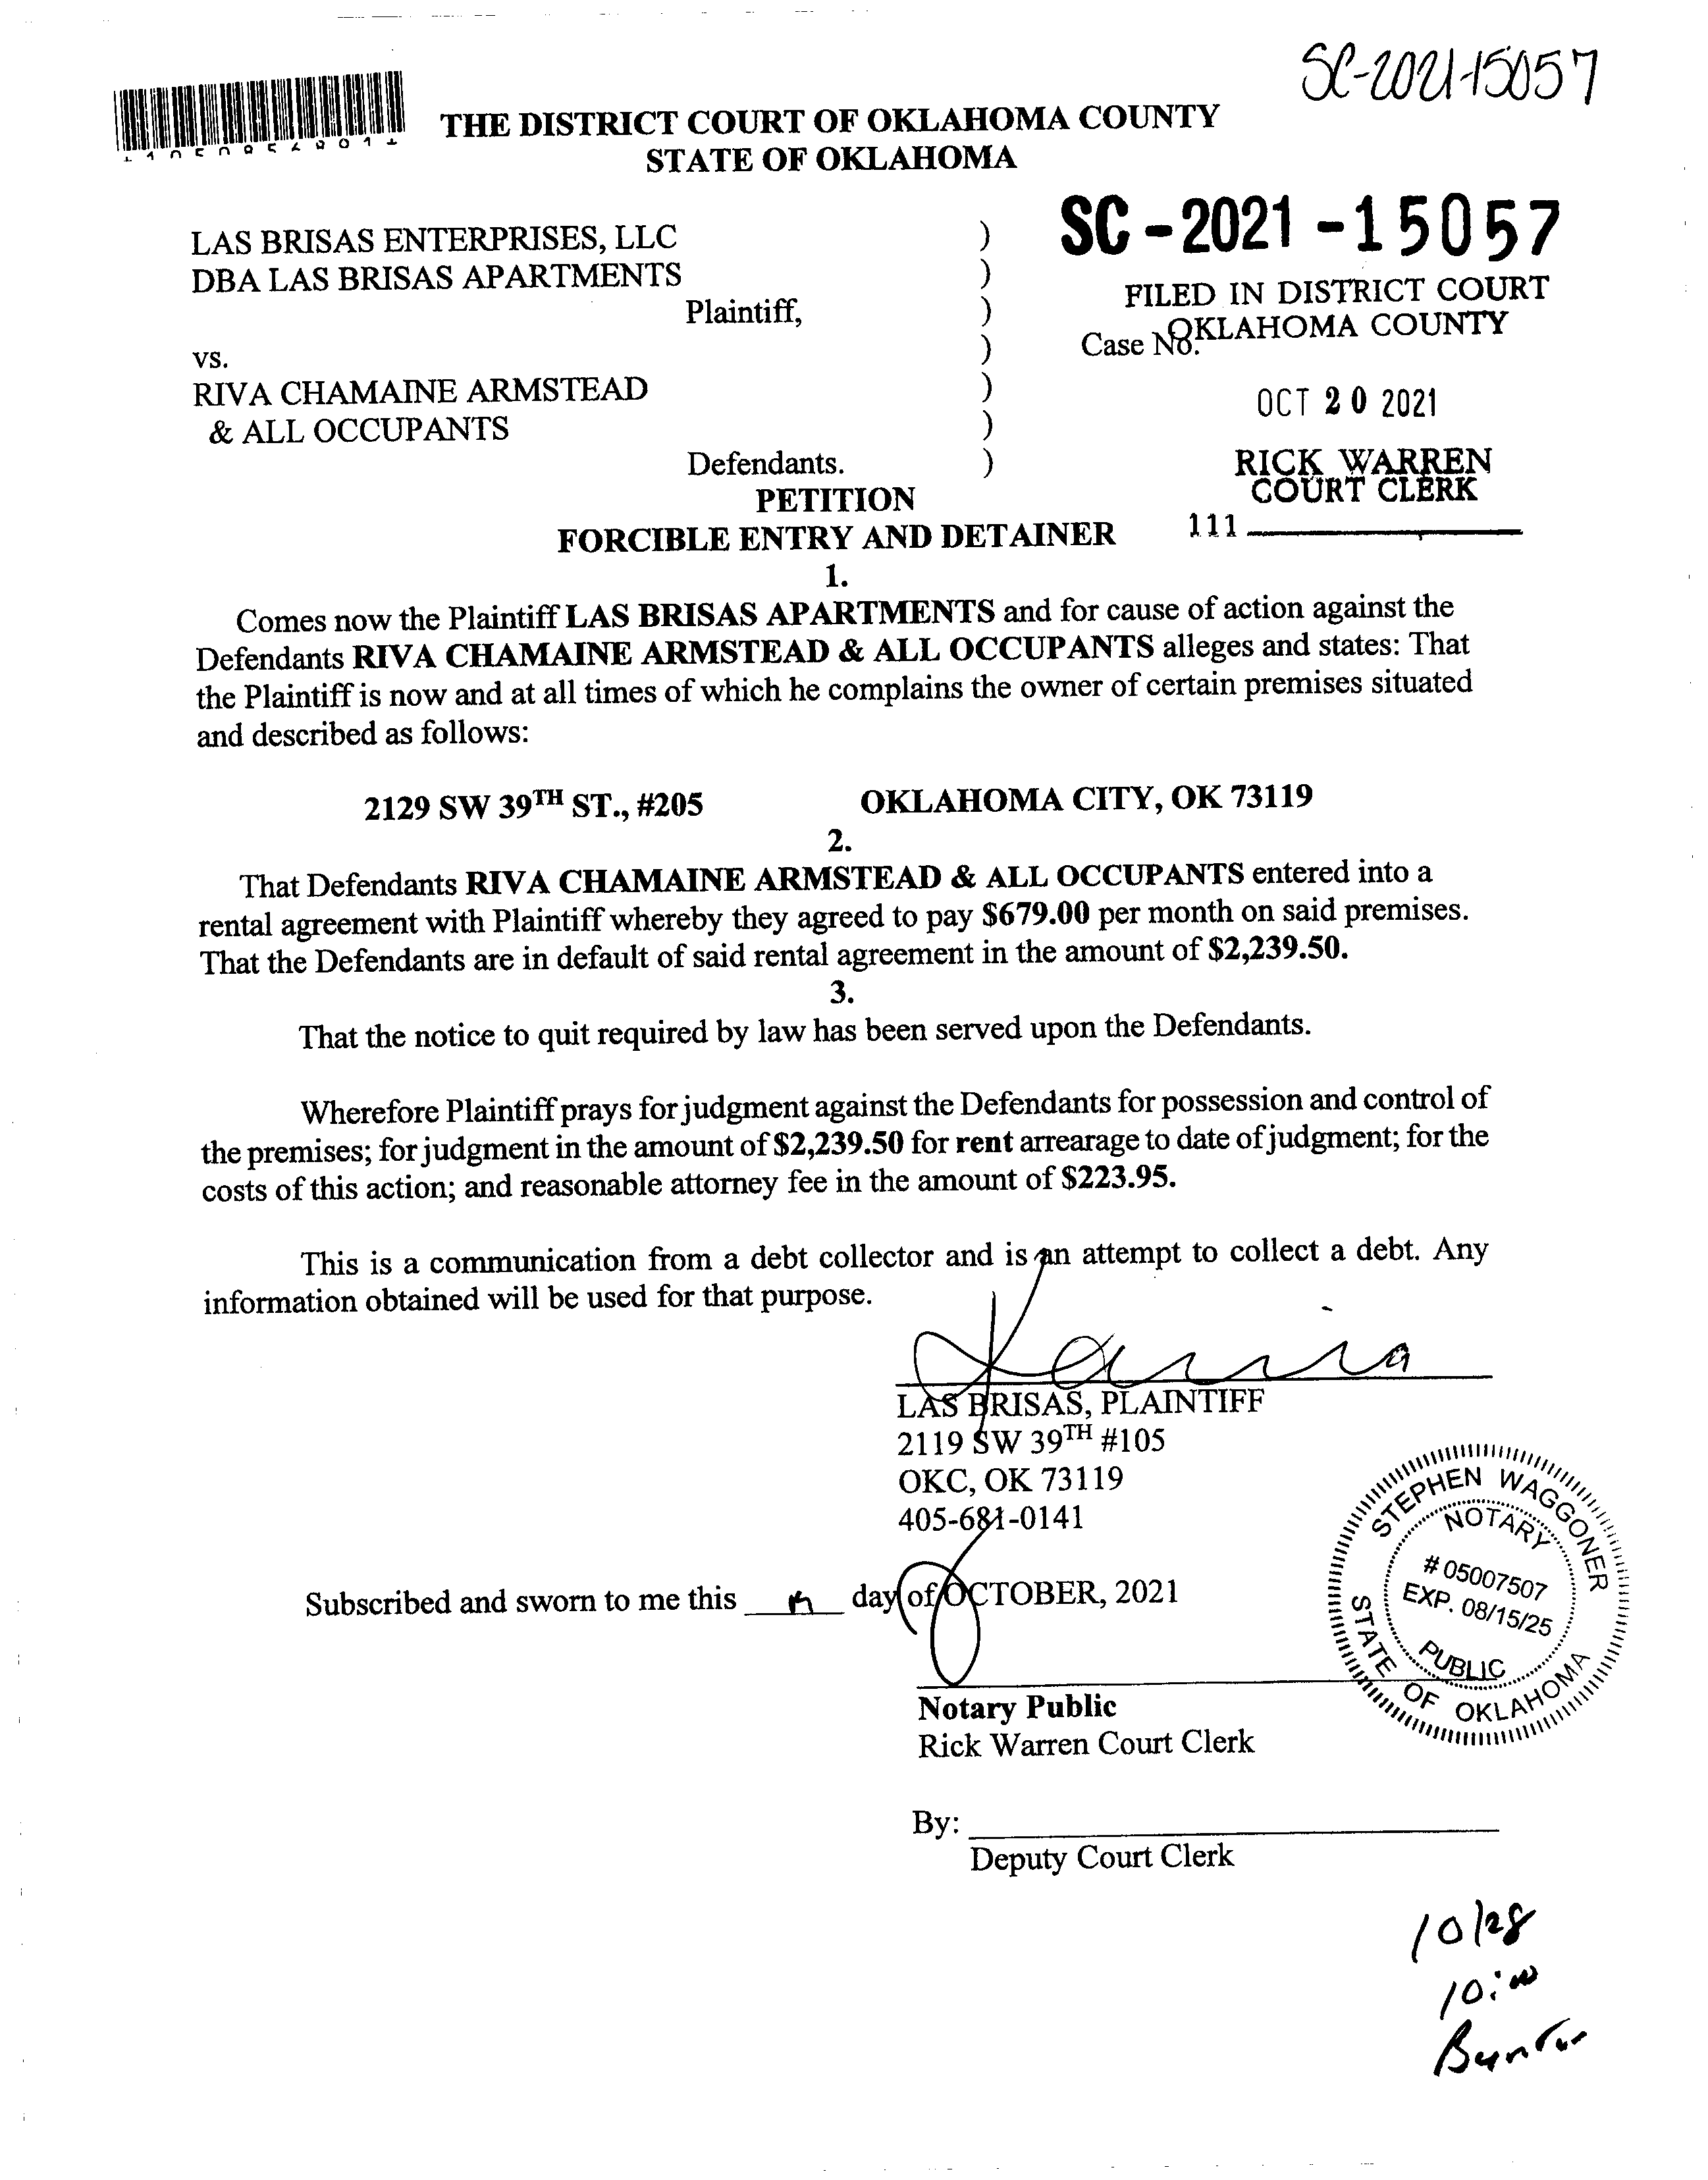 SC-2021-15057
THE DISTRICT COURT OF OKLAHOMA COUNTY
STATE OF OKLAHOMA
SC-2021-15057
LAS BRISAS ENTERPRISES, LLC )
DBA LAS BRISAS APARTMENTS )
Plaintiff, )
FILED IN DISTRICT COURT
OKLAHOMA COUNTY
Case No.
vs. )
RIVA CHAMAINE ARMSTEAD )
& ALL OCCUPANTS )
Defendants. )
OCT 20 2021
RICK WARREN
COURT CLERK
111
PETITION
FORCIBLE ENTRY AND DETAINER
1.
Comes now the Plaintiff LAS BRISAS APARTMENTS and for cause of action against the
Defendants RIVA CHAMAINE ARMSTEAD & ALL OCCUPANTS alleges and states: That
the Plaintiff is now and at all times of which he complains the owner of certain premises situated
and described as follows:
2129 SW 39TH ST., #205 OKLAHOMA CITY, OK 73119
2.
That Defendants RIVA CHAMAINE ARMSTEAD & ALL OCCUPANTS entered into a
rental agreement with Plaintiff whereby they agreed to pay $679.00 per month on said premises.
That the Defendants are in default of said rental agreement in the amount of $2,239.50.
3.
That the notice to quit required by law has been served upon the Defendants.
Wherefore Plaintiff prays for judgment against the Defendants for possession and control of
the premises; for judgment in the amount of $2,239.50 for rent arrearage to date of judgment; for the
costs of this action; and reasonable attorney fee in the amount of $223.95.
This is a communication from a debt collector and is an attempt to collect a debt. Any
information obtained will be used for that purpose.
LAS BRISAS, PLAINTIFF
2119 SW 39TH #105
OKC, OK 73119
405-681-0141
Subscribed and sworn to me this day of OCTOBER, 2021
STEPHEN WAGGONER
NOTARY
# 05007507
EXP. 08/15/25
PUBLIC
STATE OF OKLAHOMA
Notary Public
Rick Warren Court Clerk
By:
Deputy Court Clerk
10/28
10:00